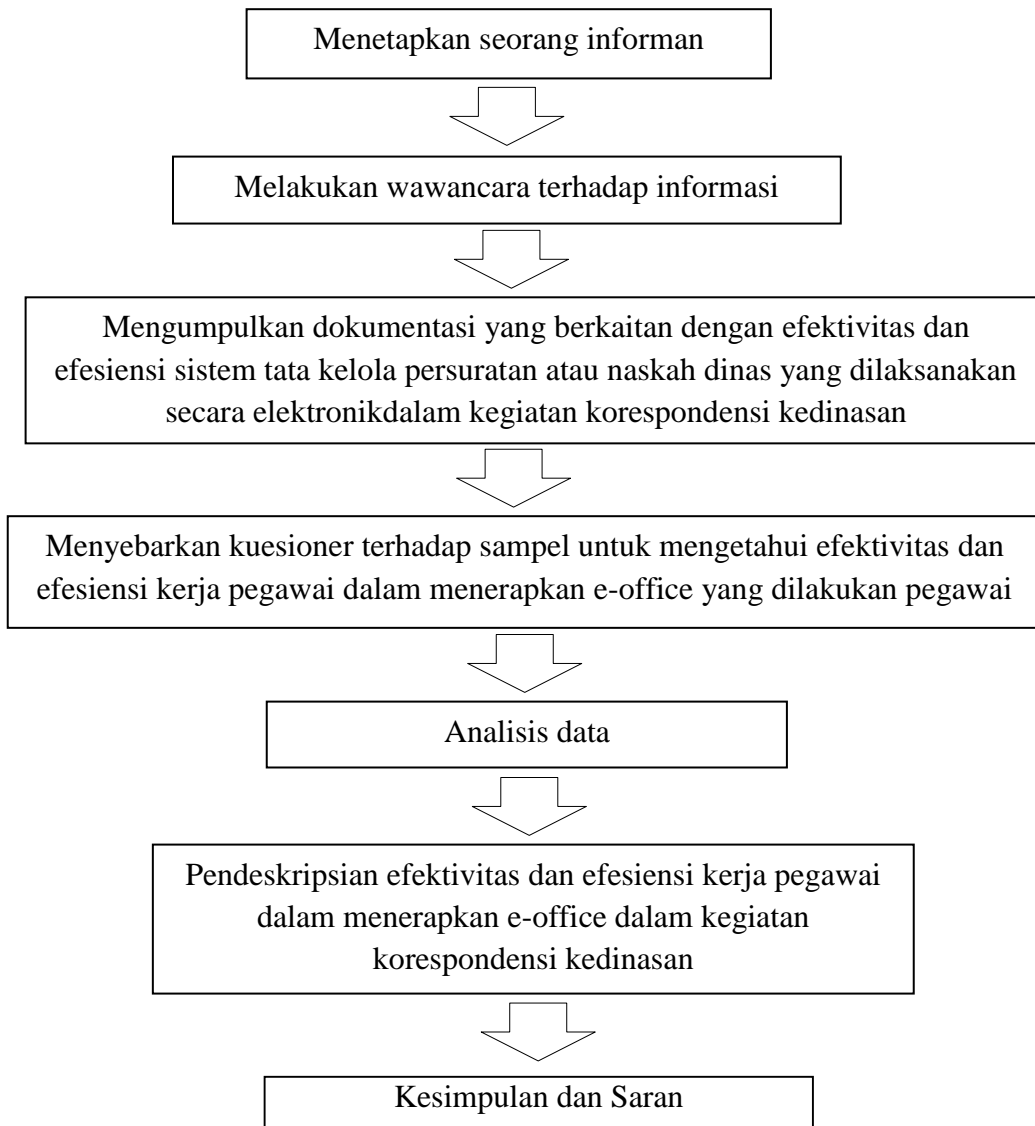 Menetapkan seorang informan
Melakukan wawancara terhadap informasi
Mengumpulkan dokumentasi yang berkaitan dengan efektivitas dan
efesiensi sistem tata kelola persuratan atau naskah dinas yang dilaksanakan
secara elektronikdalam kegiatan korespondensi kedinasan
Menyebarkan kuesioner terhadap sampel untuk mengetahui efektivitas dan
efesiensi kerja pegawai dalam menerapkan e-office yang dilakukan pegawai
Analisis data
Pendeskripsian efektivitas dan efesiensi kerja pegawai
dalam menerapkan e-office dalam kegiatan
korespondensi kedinasan
Kesimpulan dan Saran